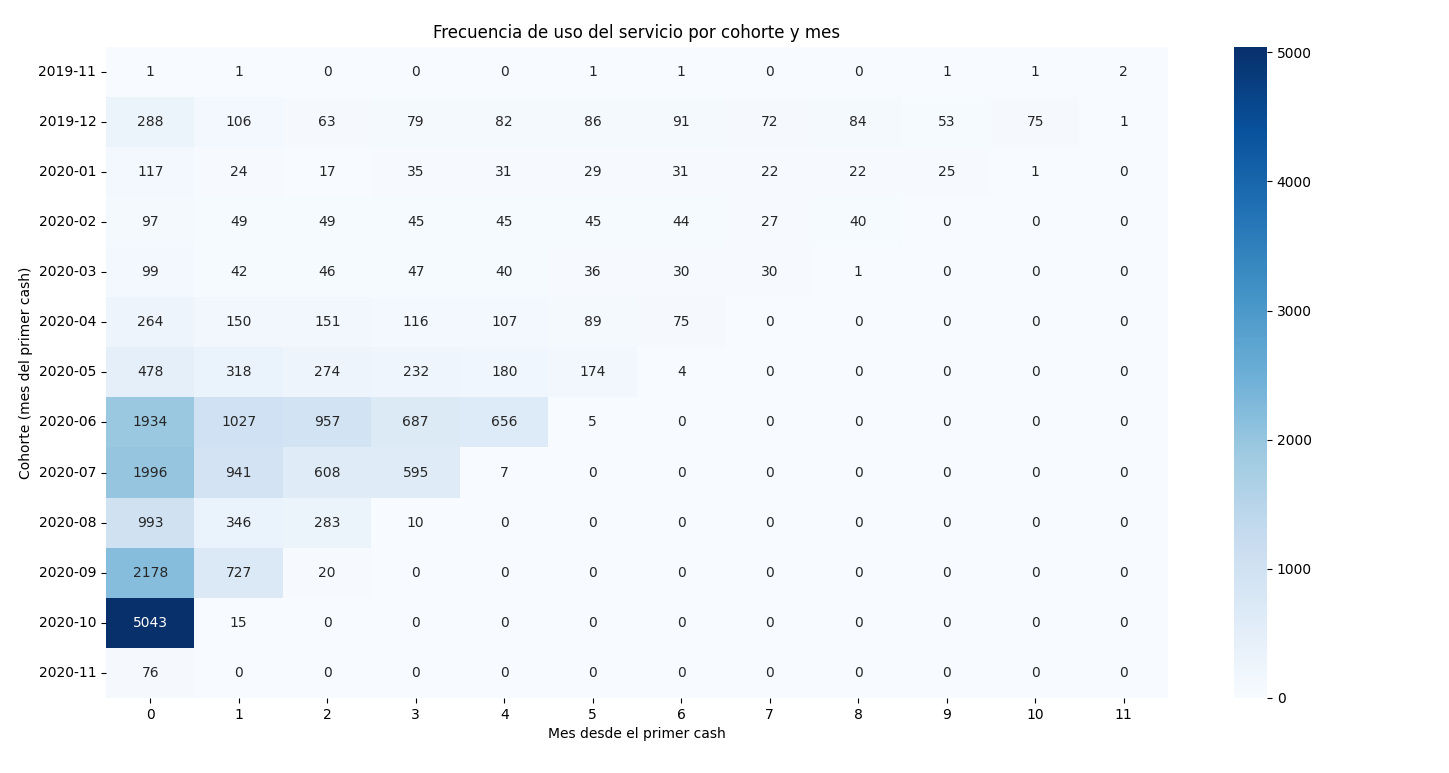 Frecuencia de uso del servicio por cohorte y mes
Cohorte (mes del primer cash)
2019-11 1 1 0 0 0 1 1 0 0 1 1 2
2019-12 288 106 63 79 82 86 91 72 84 53 75 1
2020-01 117 24 17 35 31 29 31 22 22 25 1 0
2020-02 97 49 49 45 45 45 44 27 40 0 0 0
2020-03 99 42 46 47 40 36 30 30 1 0 0 0
2020-04 264 150 151 116 107 89 75 0 0 0 0 0
2020-05 478 318 274 232 180 174 4 0 0 0 0 0
2020-06 1934 1027 957 687 656 5 0 0 0 0 0 0
2020-07 1996 941 608 595 7 0 0 0 0 0 0 0
2020-08 993 346 283 10 0 0 0 0 0 0 0 0
2020-09 2178 727 20 0 0 0 0 0 0 0 0 0
2020-10 5043 15 0 0 0 0 0 0 0 0 0 0
2020-11 76 0 0 0 0 0 0 0 0 0 0 0
0 1 2 3 4 5 6 7 8 9 10 11
Mes desde el primer cash
5000
4000
3000
2000
1000
0